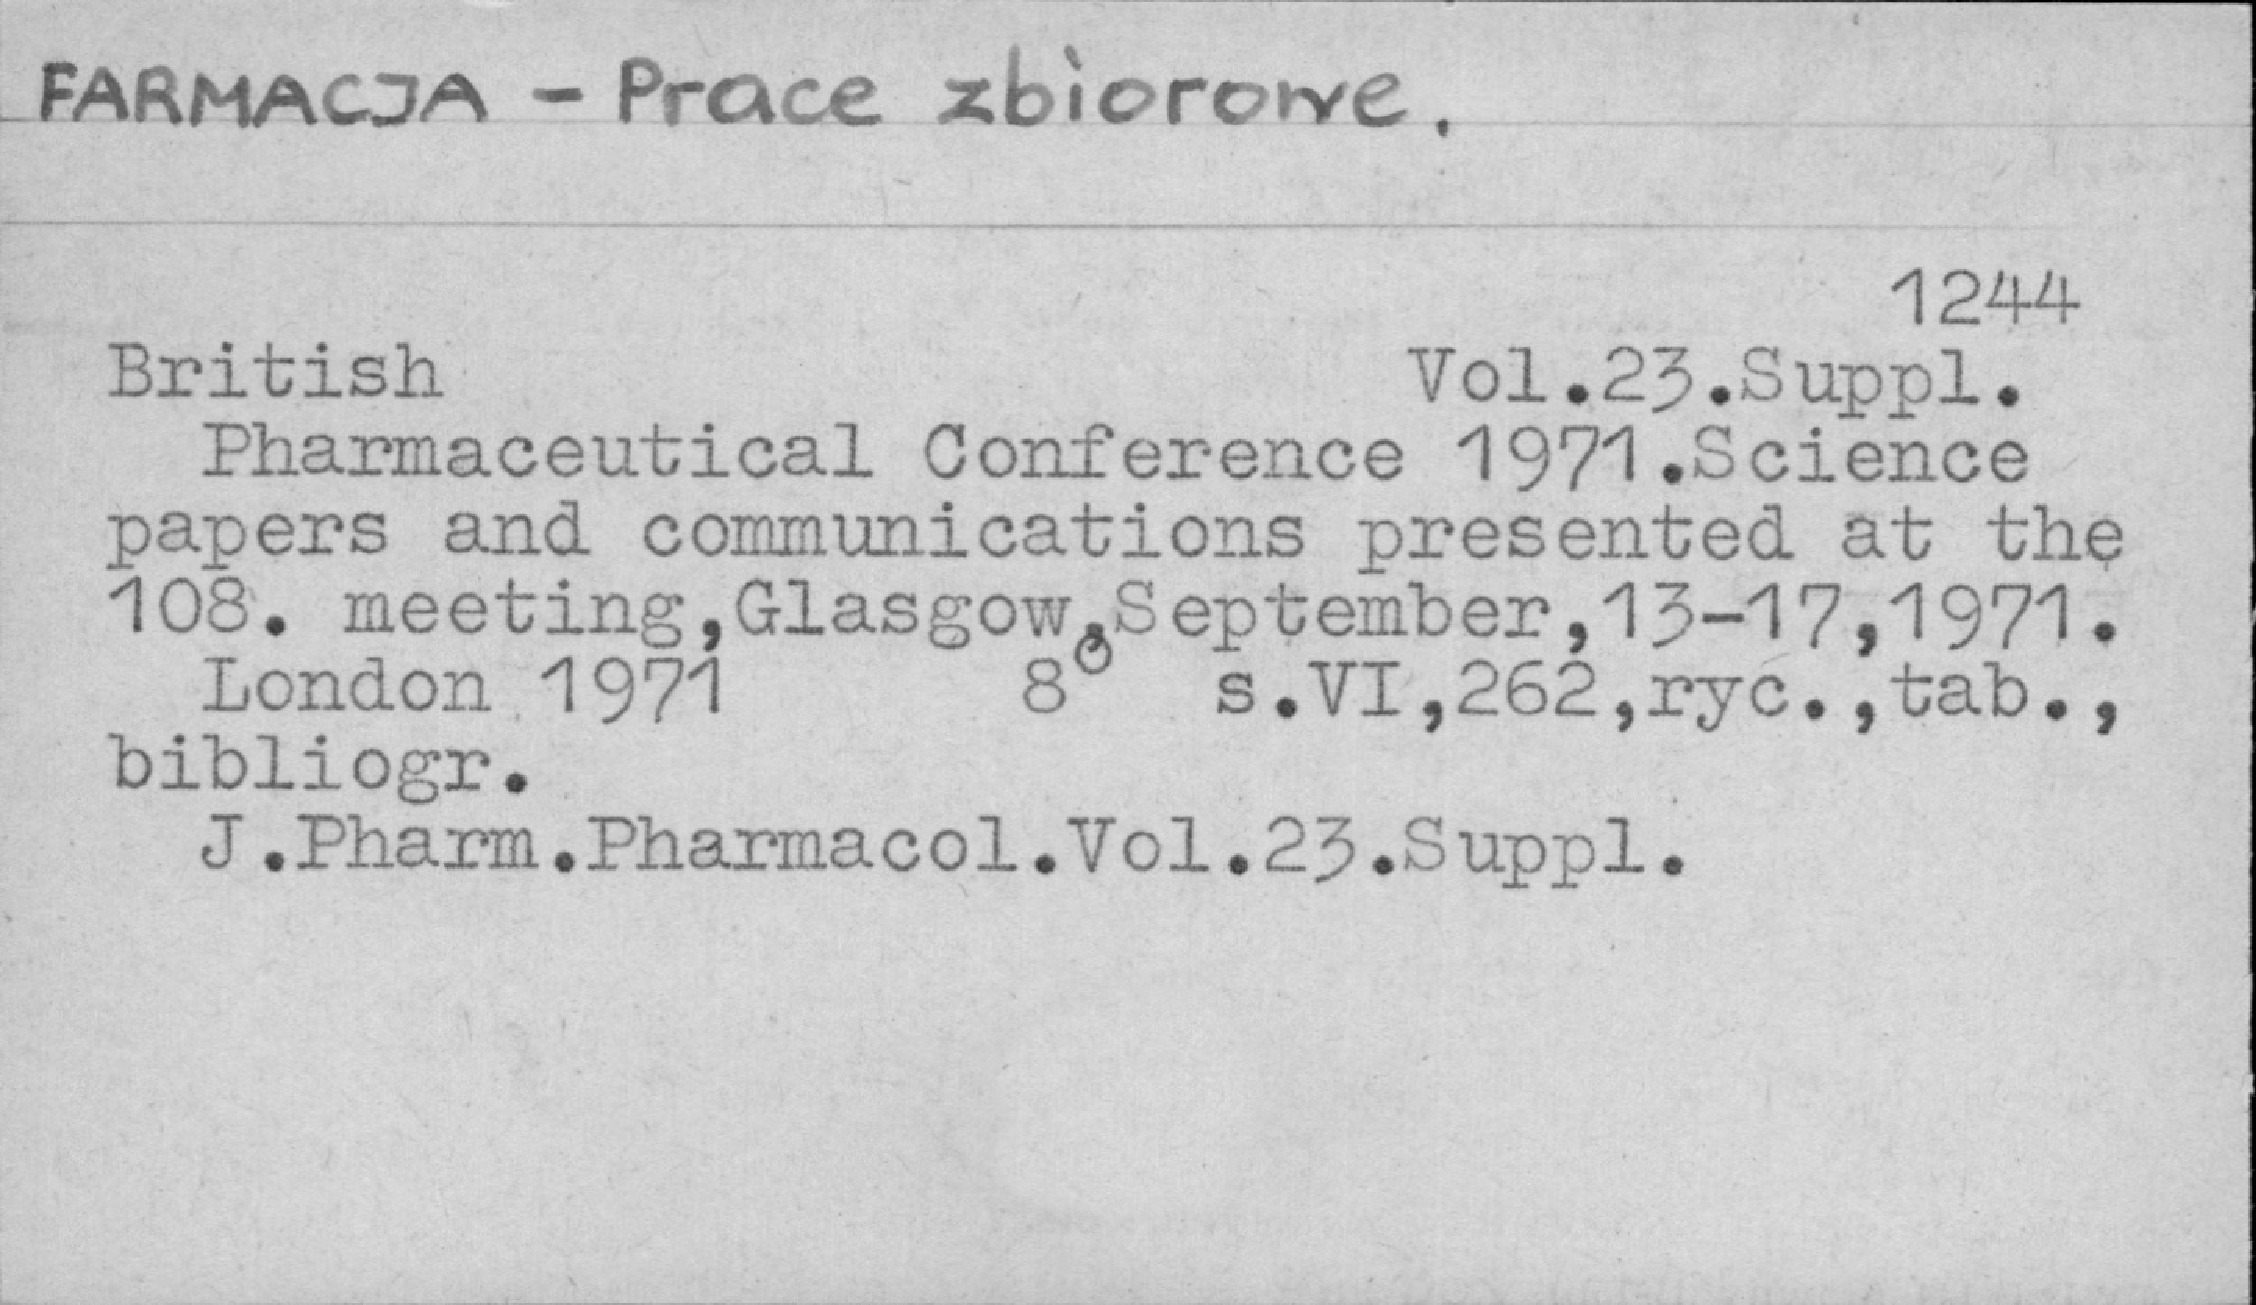 FARMACJA - Prace zbiorowe.
1244
British Vol.23.Suppl.
Pharmaceutical Conference 1971.Science
papers and communications presented at the
108. meeting,Glasgow,September,13-17,1971.
London 1971 8° s.VI,262,ryc.,tab.,
bibliogr.
J.Pharm.Pharmacol.Vol.23.Suppl.